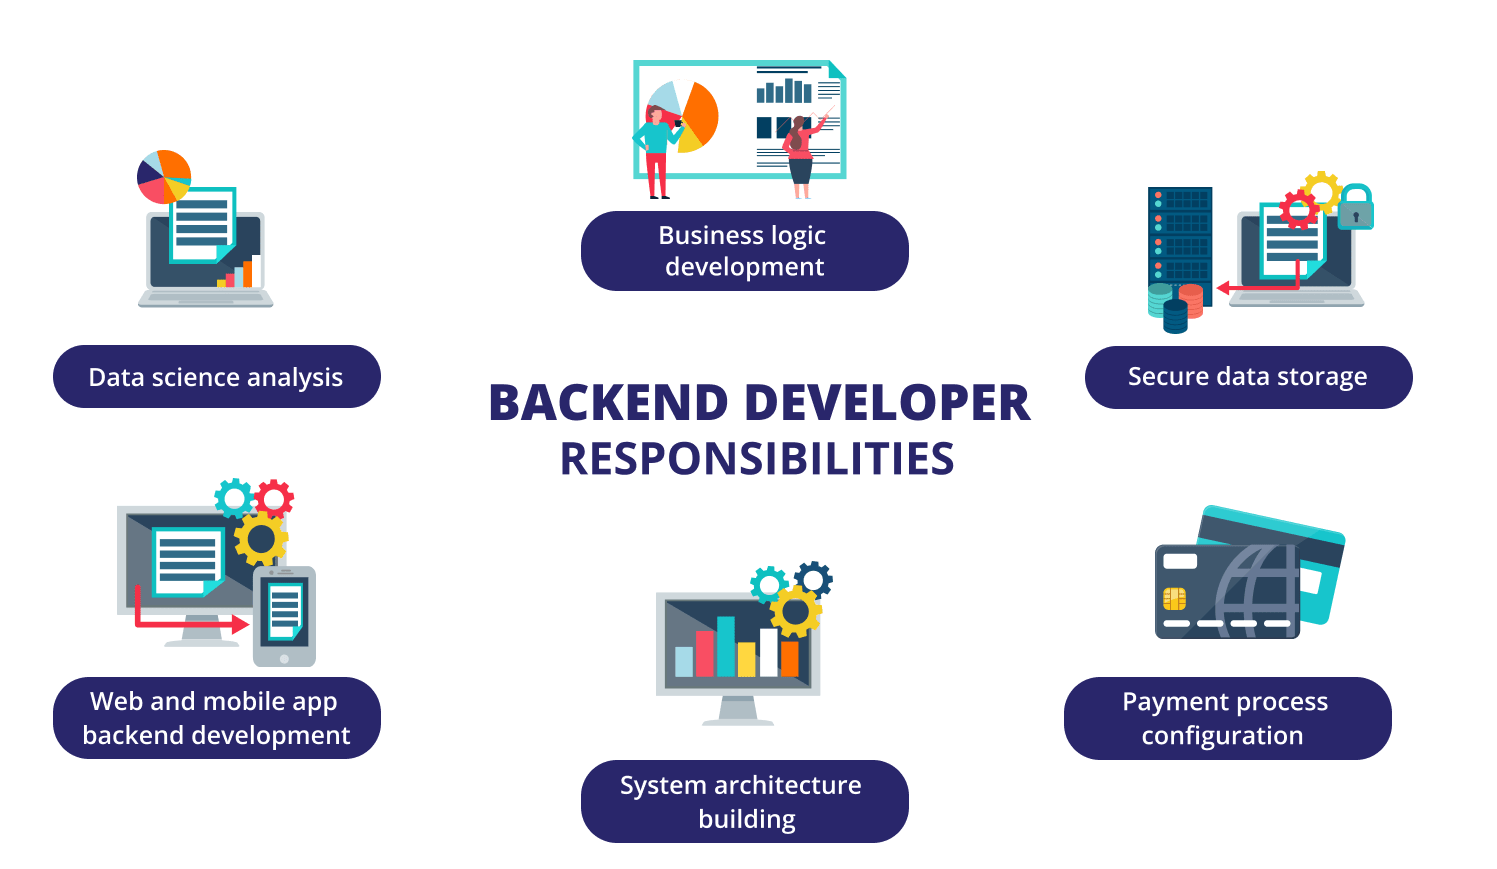 Business logic
development
Data science analysis
Secure data storage
BACKEND DEVELOPER
RESPONSIBILITIES
Web and mobile app
backend development
Payment process
configuration
System architecture
building